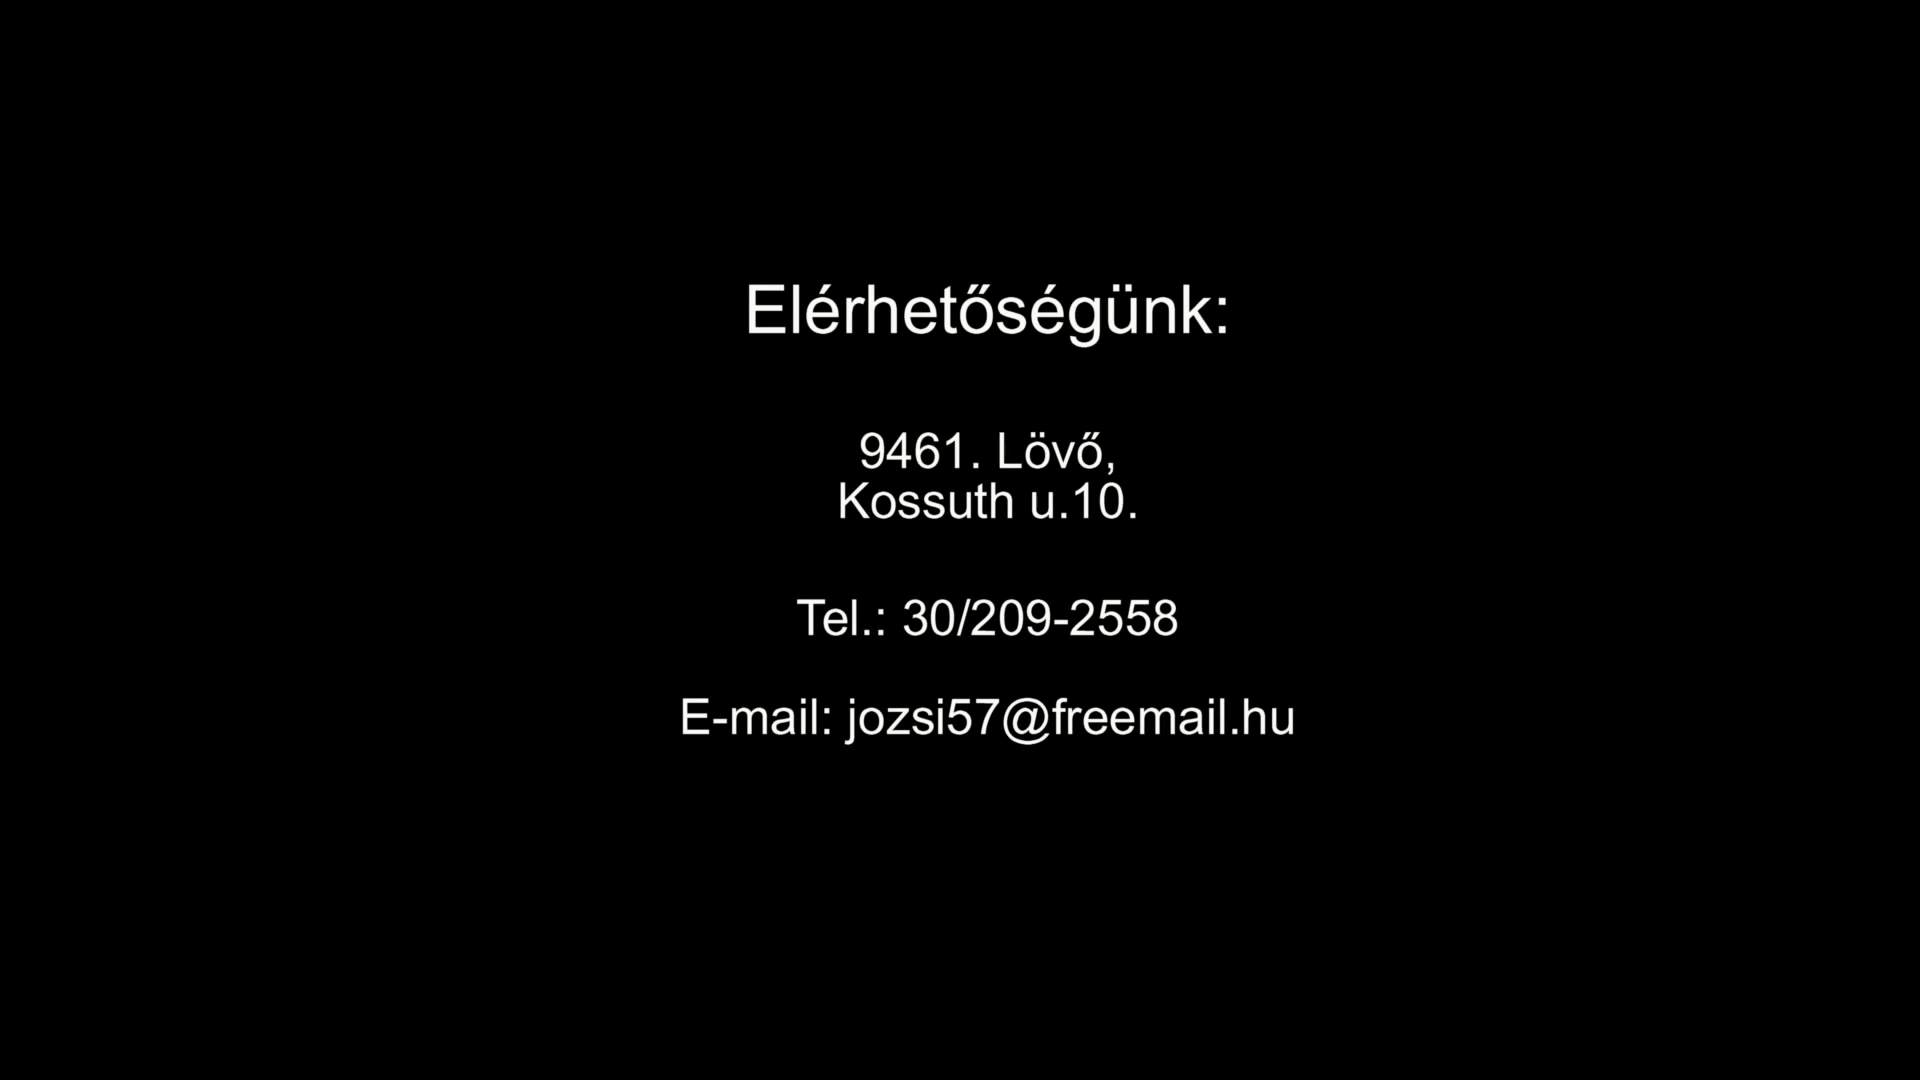 Elérhetőségünk:
9461. Lövő,
Kossuth u.10.
Tel.: 30/209-2558
E-mail: jozsi57@freemail.hu